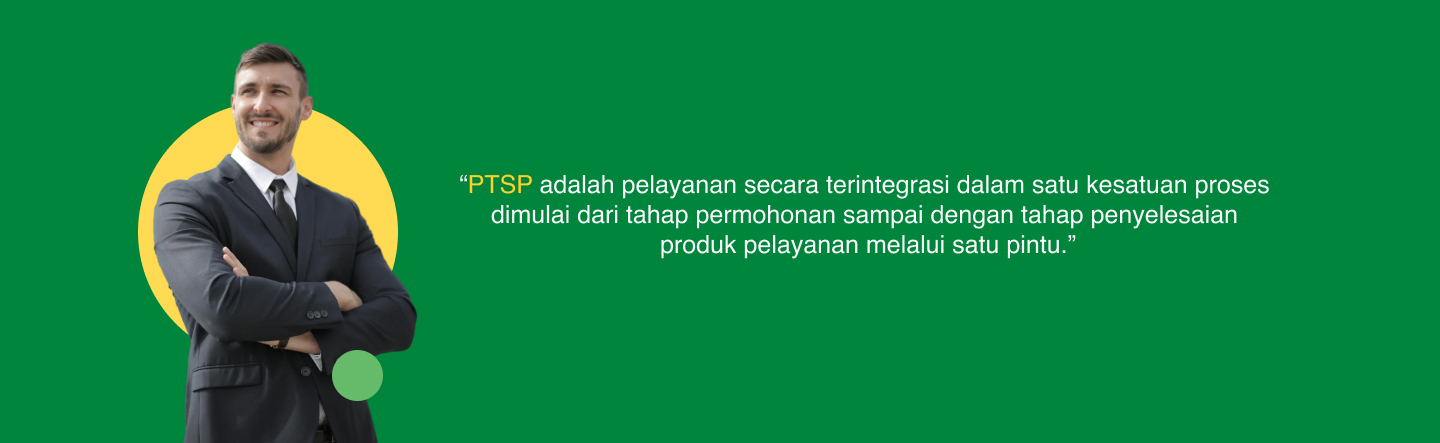 “PTSP adalah pelayanan secara terintegrasi dalam satu kesatuan proses
dimulai dari tahap permohonan sampai dengan tahap penyelesaian
produk pelayanan melalui satu pintu.”